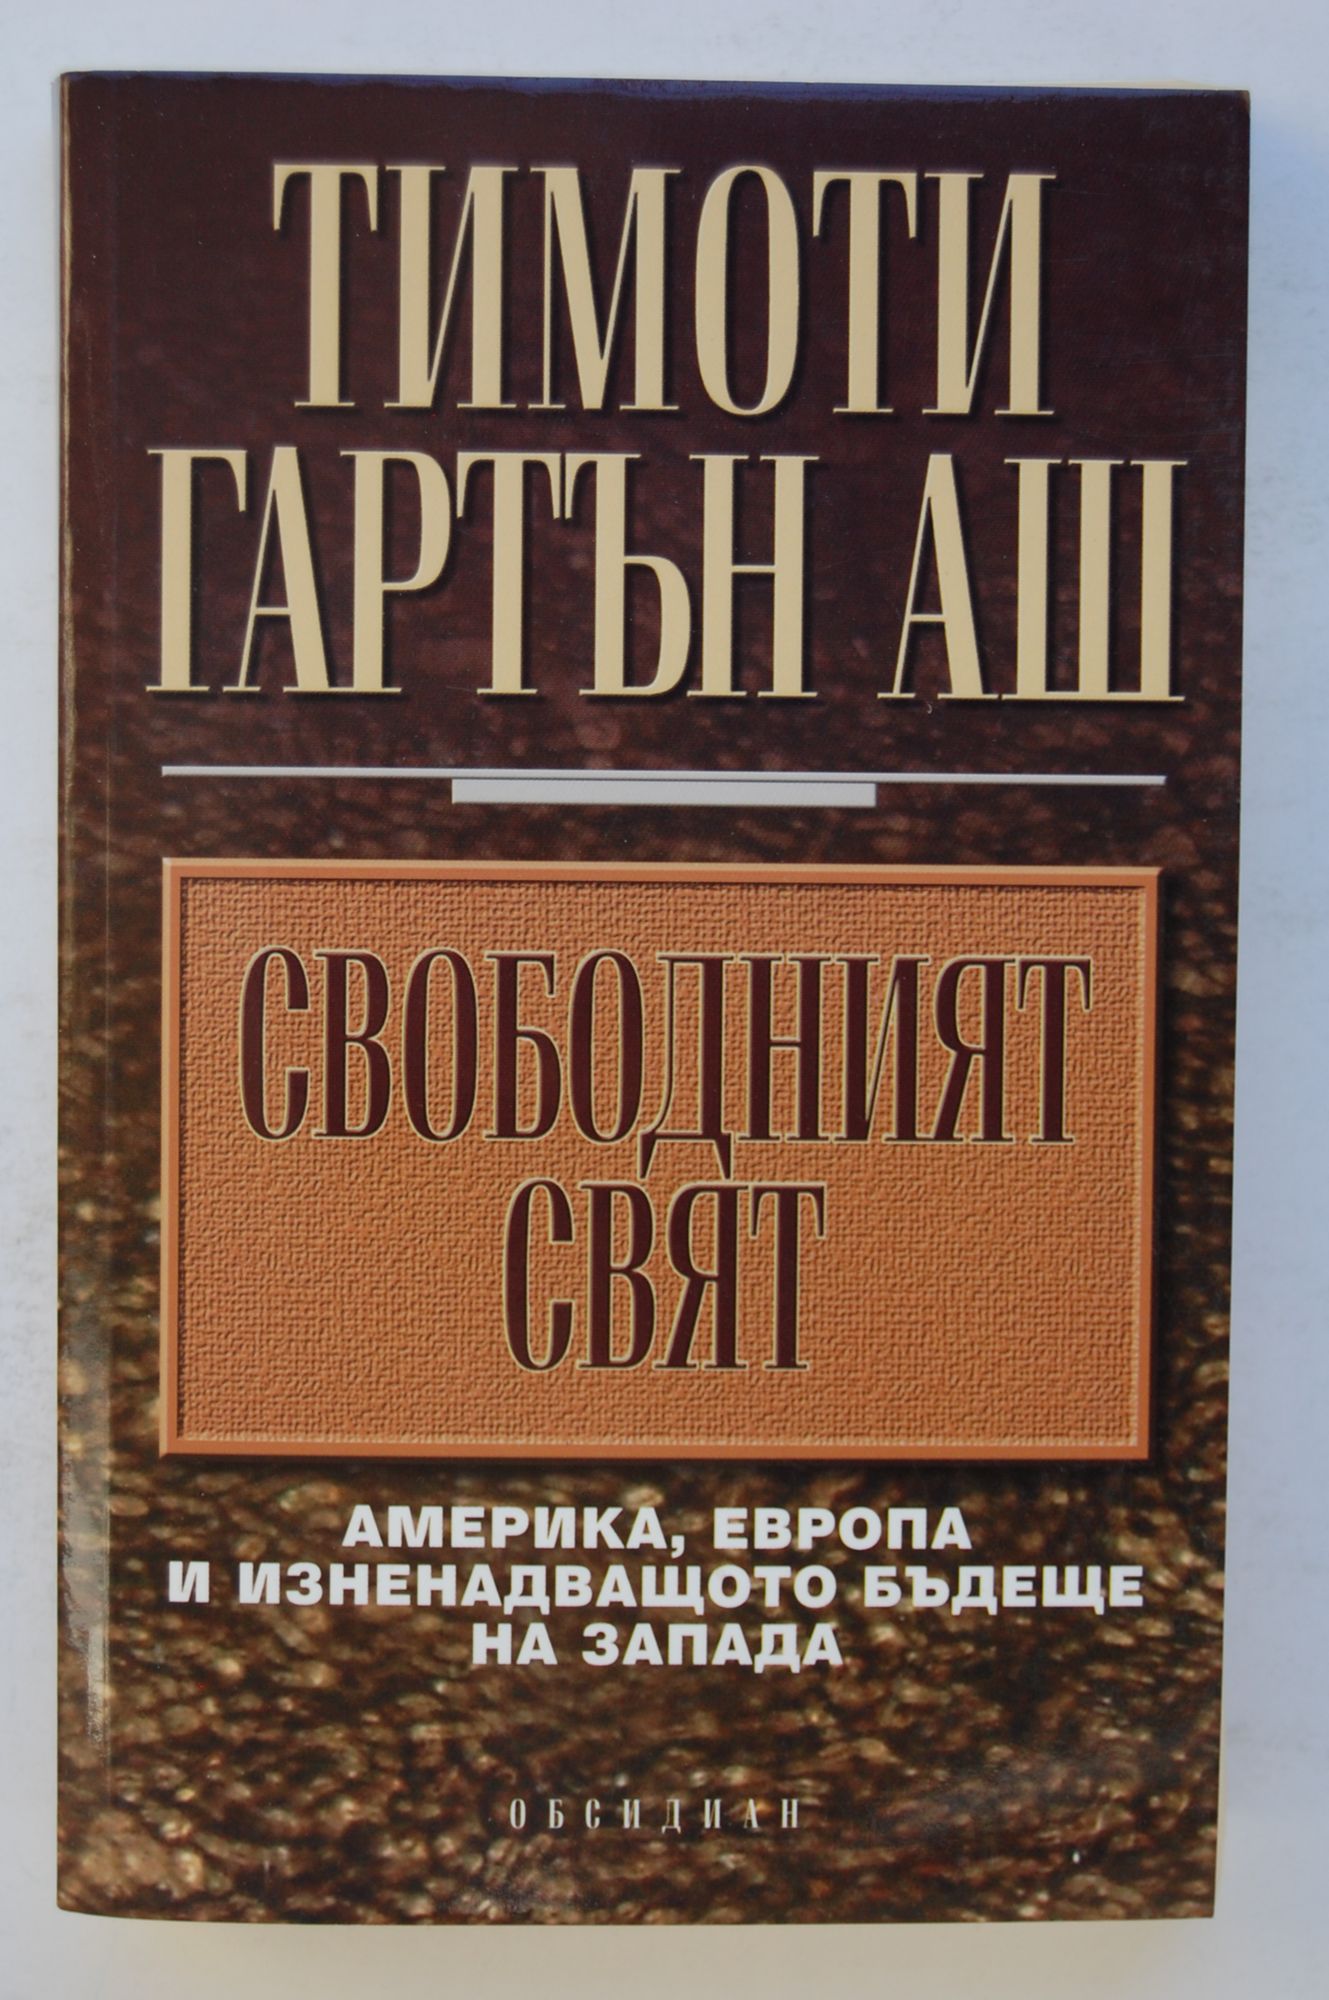 ТИМОТИ
ГАРТЪН АШ
СВОБОДНИЯТ
СВЯТ
АМЕРИКА, ЕВРОПА
И ИЗНЕНАДВАЩОТО БЪДЕЩЕ
НА ЗАПАДА
ОБСИДИАН